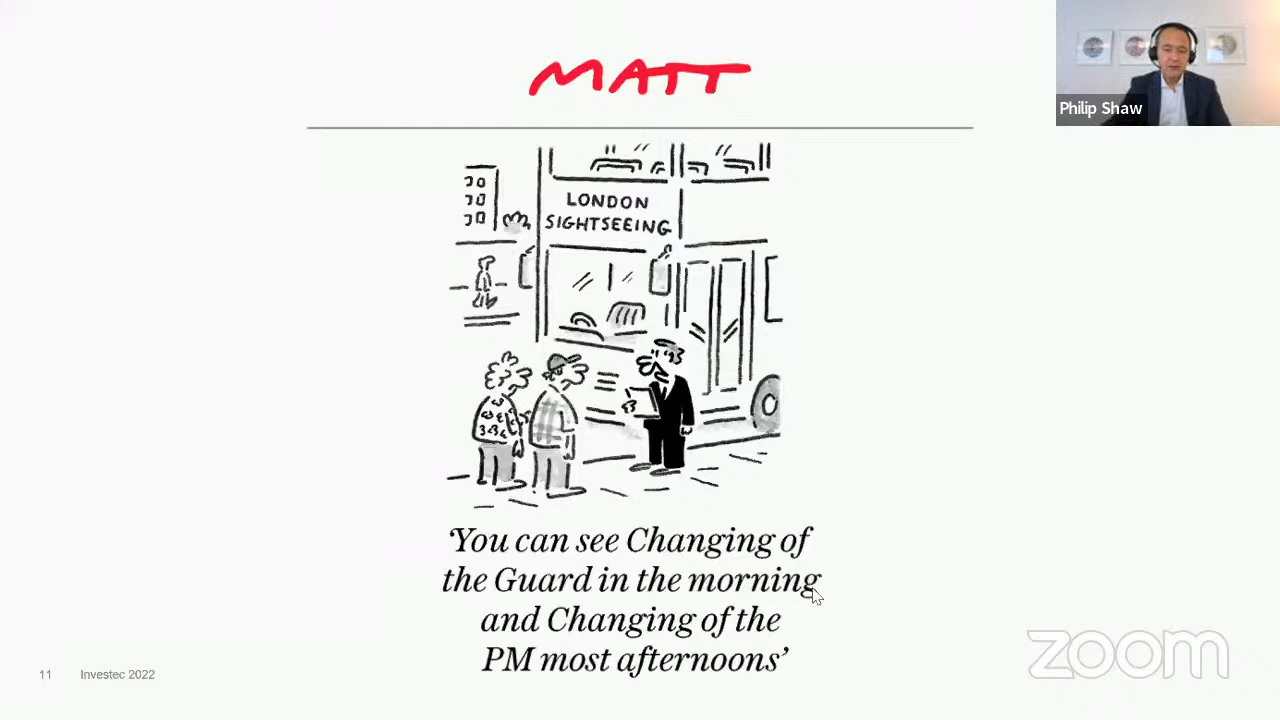 MATT
Philip Shaw
LONDON
SIGHTSEEING
‘You can see Changing of
the Guard in the morning
and Changing of the
PM most afternoons’
11
Investec 2022
zoom